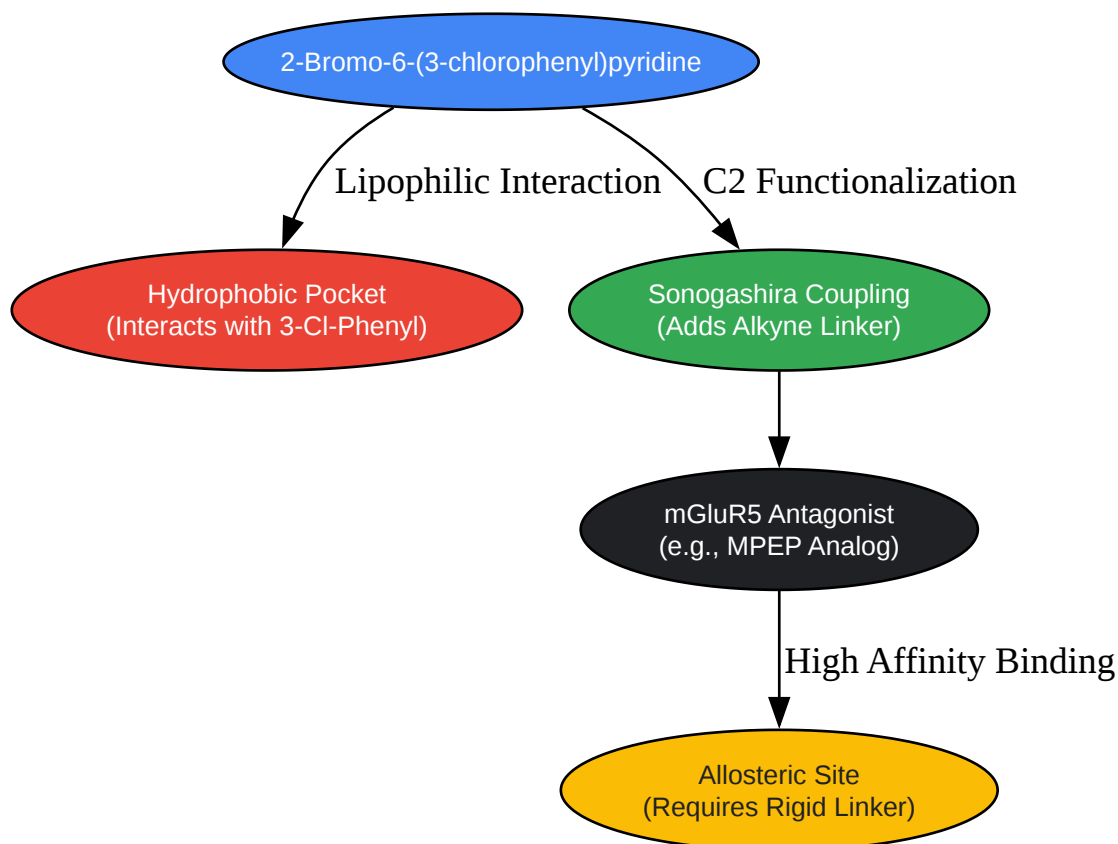 2-Bromo-6-(3-chlorophenyl)pyridine
Lipophilic Interaction
C2 Functionalization
Hydrophobic Pocket
(Interacts with 3-Cl-Phenyl)
Sonogashira Coupling
(Adds Alkyne Linker)
mGluR5 Antagonist
(e.g., MPEP Analog)
High Affinity Binding
Allosteric Site
(Requires Rigid Linker)